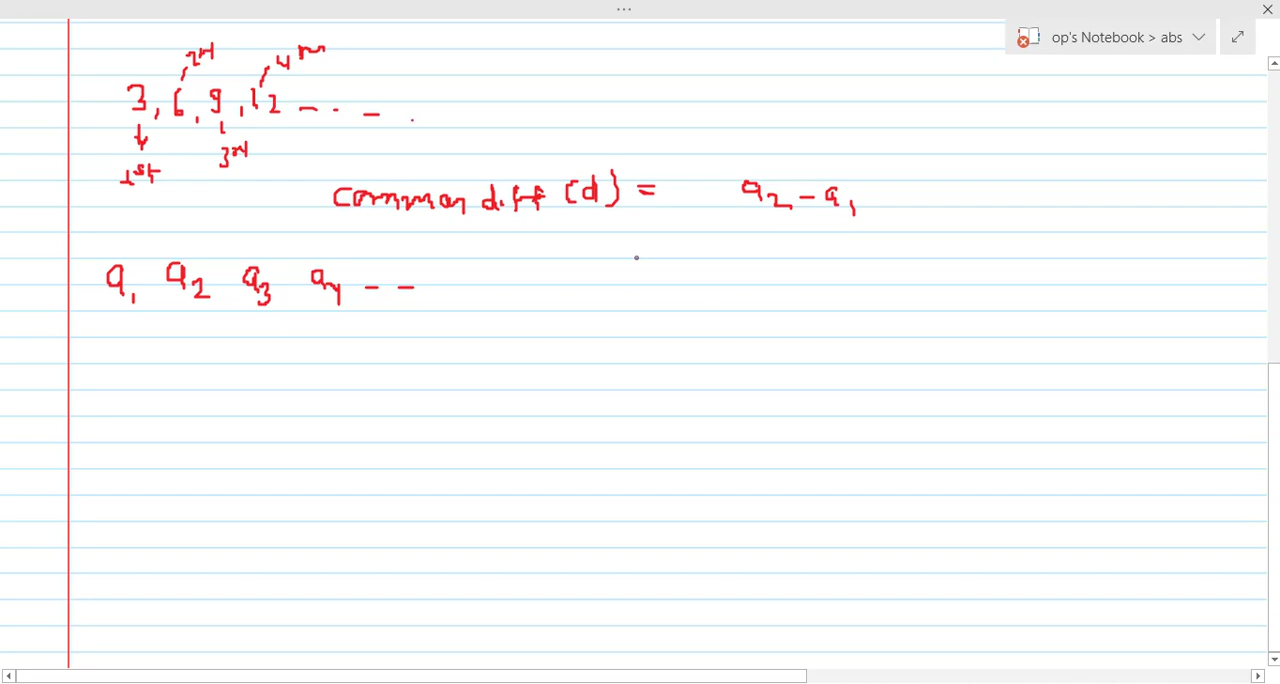 ...
op's Notebook > abs
2nd 4th
3, 6, 9, 12 - - - .
1st 3rd
Common diff (d) = a2 - a1
a1 a2 a3 a4 - -